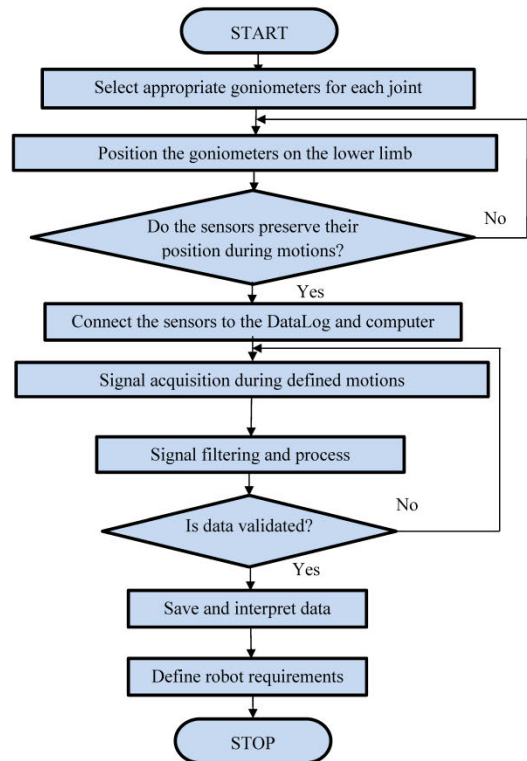 START
Select appropriate goniometers for each joint
Position the goniometers on the lower limb
Do the sensors preserve their
position during motions?
No
Yes
Connect the sensors to the DataLog and computer
Signal acquisition during defined motions
Signal filtering and process
Is data validated?
No
Yes
Save and interpret data
Define robot requirements
STOP